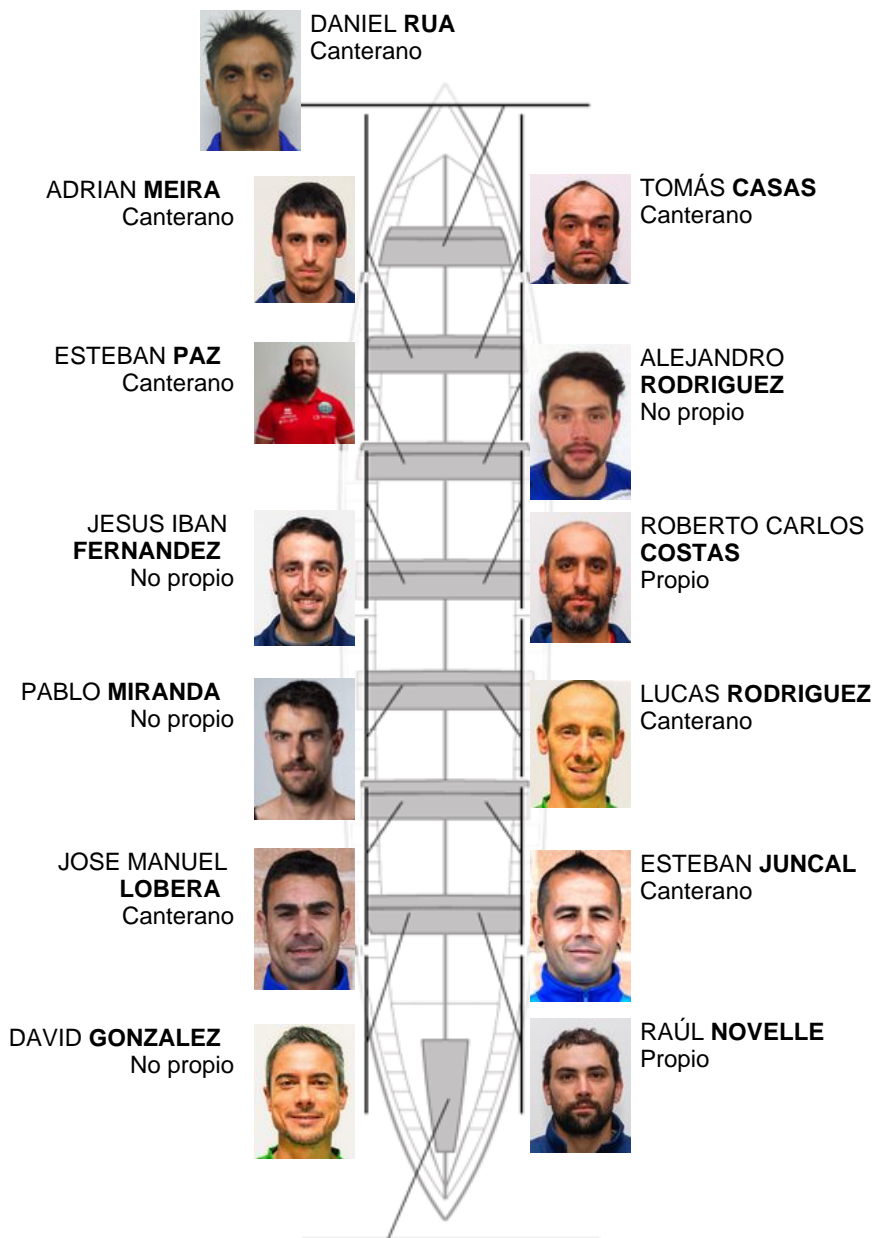 DANIEL RUA
Canterano
ADRIAN MEIRA
Canterano
TOMÁS CASAS
Canterano
ESTEBAN PAZ
Canterano
ALEJANDRO
RODRIGUEZ
No propio
JESUS IBAN
FERNANDEZ
No propio
ROBERTO CARLOS
COSTAS
Propio
PABLO MIRANDA
No propio
LUCAS RODRIGUEZ
Canterano
JOSE MANUEL
LOBERA
Canterano
ESTEBAN JUNCAL
Canterano
DAVID GONZALEZ
No propio
RAÚL NOVELLE
Propio